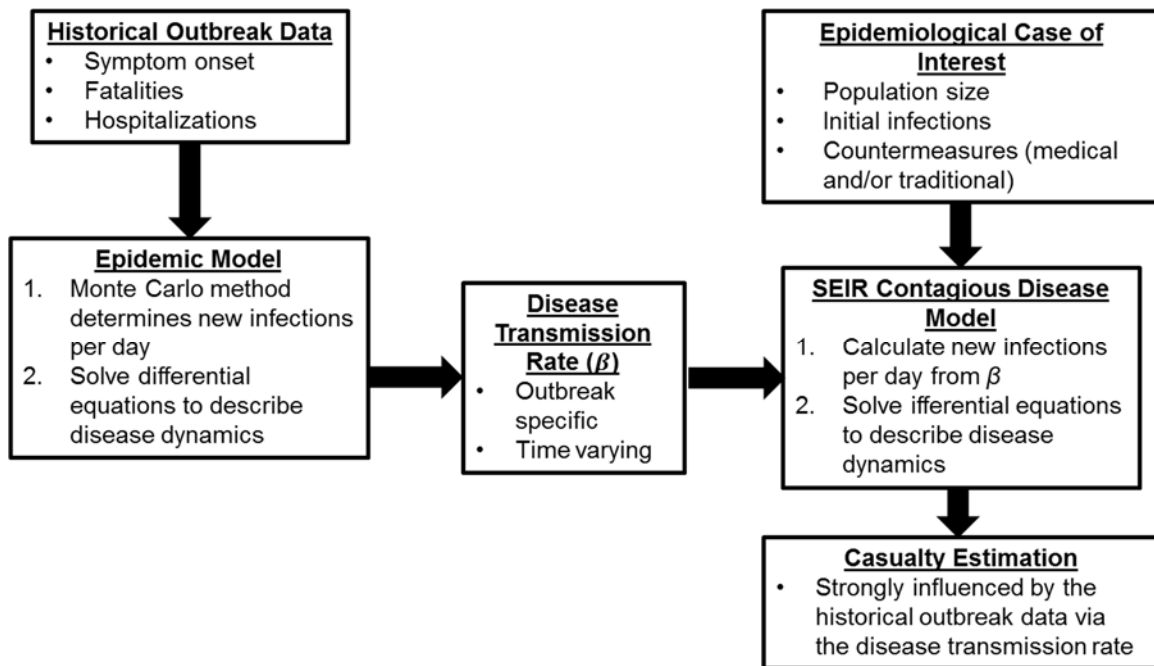 Historical Outbreak Data
• Symptom onset
• Fatalities
• Hospitalizations
Epidemiological Case of
Interest
• Population size
• Initial infections
• Countermeasures (medical
and/or traditional)
Epidemic Model
1. Monte Carlo method
determines new infections
per day
2. Solve differential
equations to describe
disease dynamics
Disease
Transmission
Rate (β)
• Outbreak
specific
• Time varying
SEIR Contagious Disease
Model
1. Calculate new infections
per day from β
2. Solve ifferential equations
to describe disease
dynamics
Casualty Estimation
• Strongly influenced by the
historical outbreak data via
the disease transmission rate